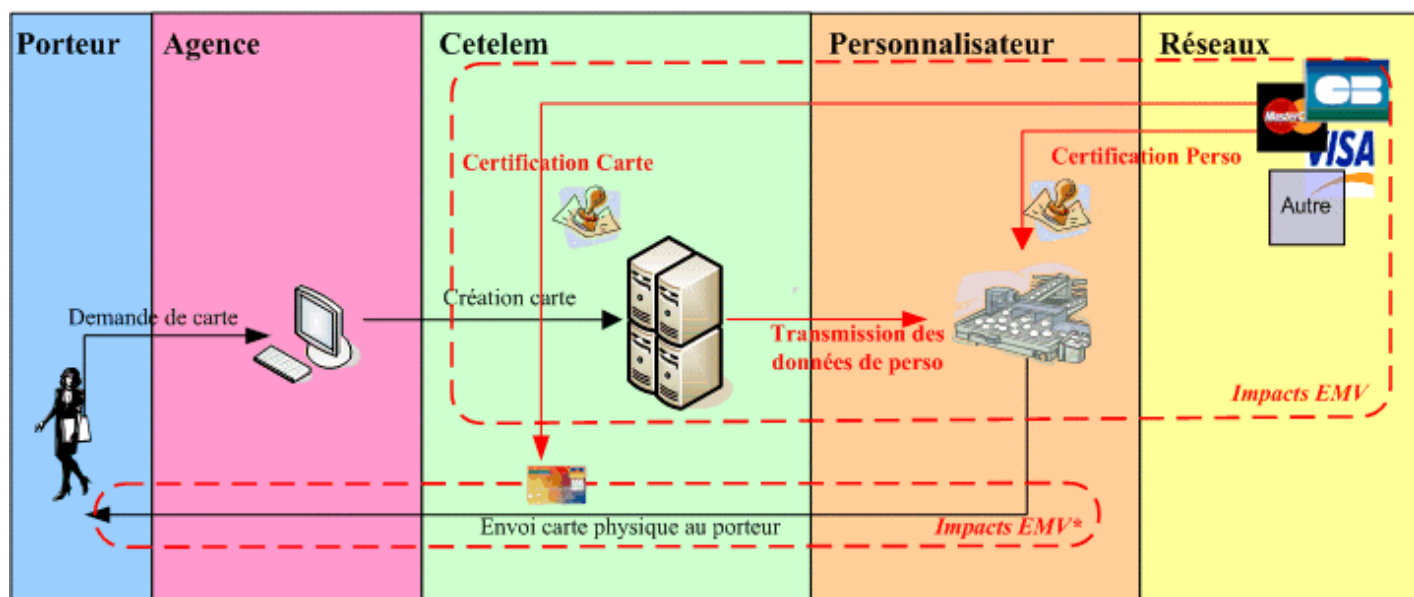 Porteur
Agence
Cetelem
Personnalisateur
Réseaux
CB
MasterC
VISA
Autre
Certification Carte
Certification Perso
Demande de carte
Création carte
Transmission des
données de perso
Impacts EMV
Envoi carte physique au porteur
Impacts EMV*